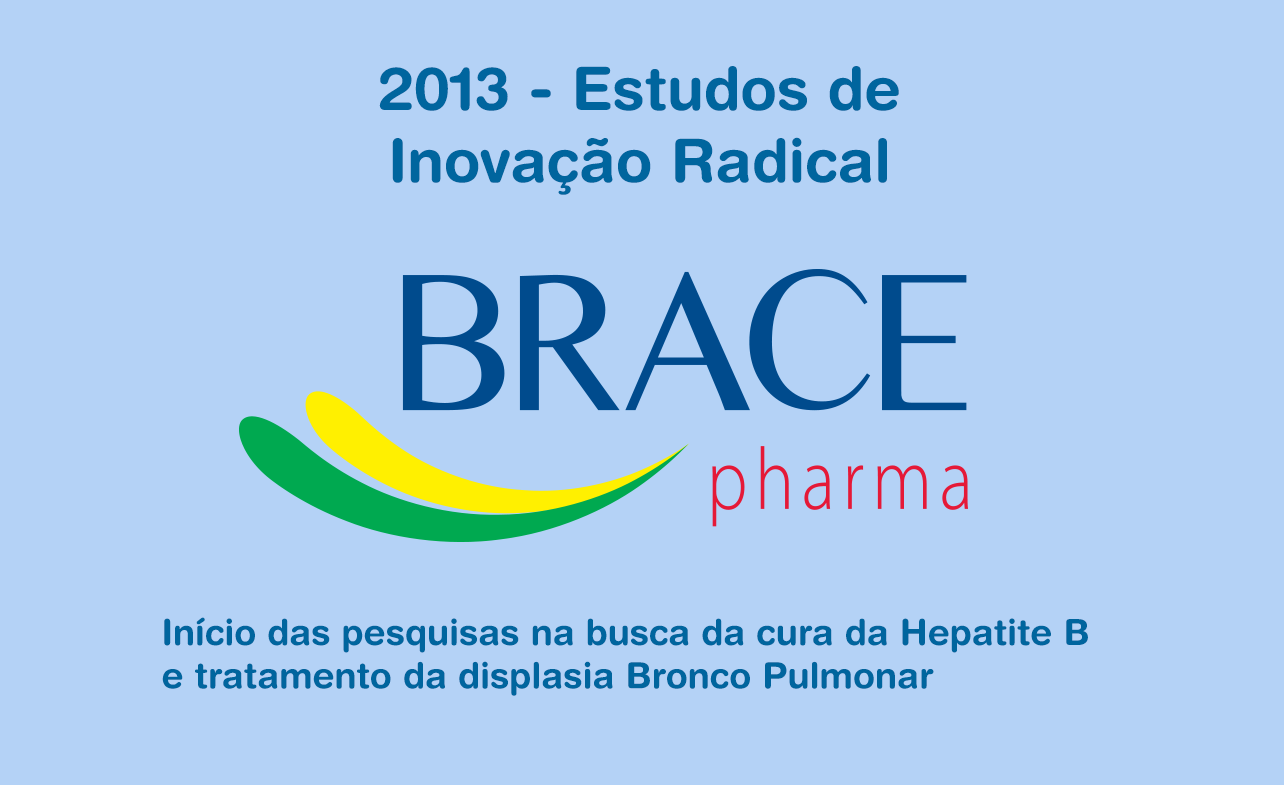 2013 - Estudos de
Inovação Radical
BRACE
pharma
Início das pesquisas na busca da cura da Hepatite B
e tratamento da displasia Bronco Pulmonar